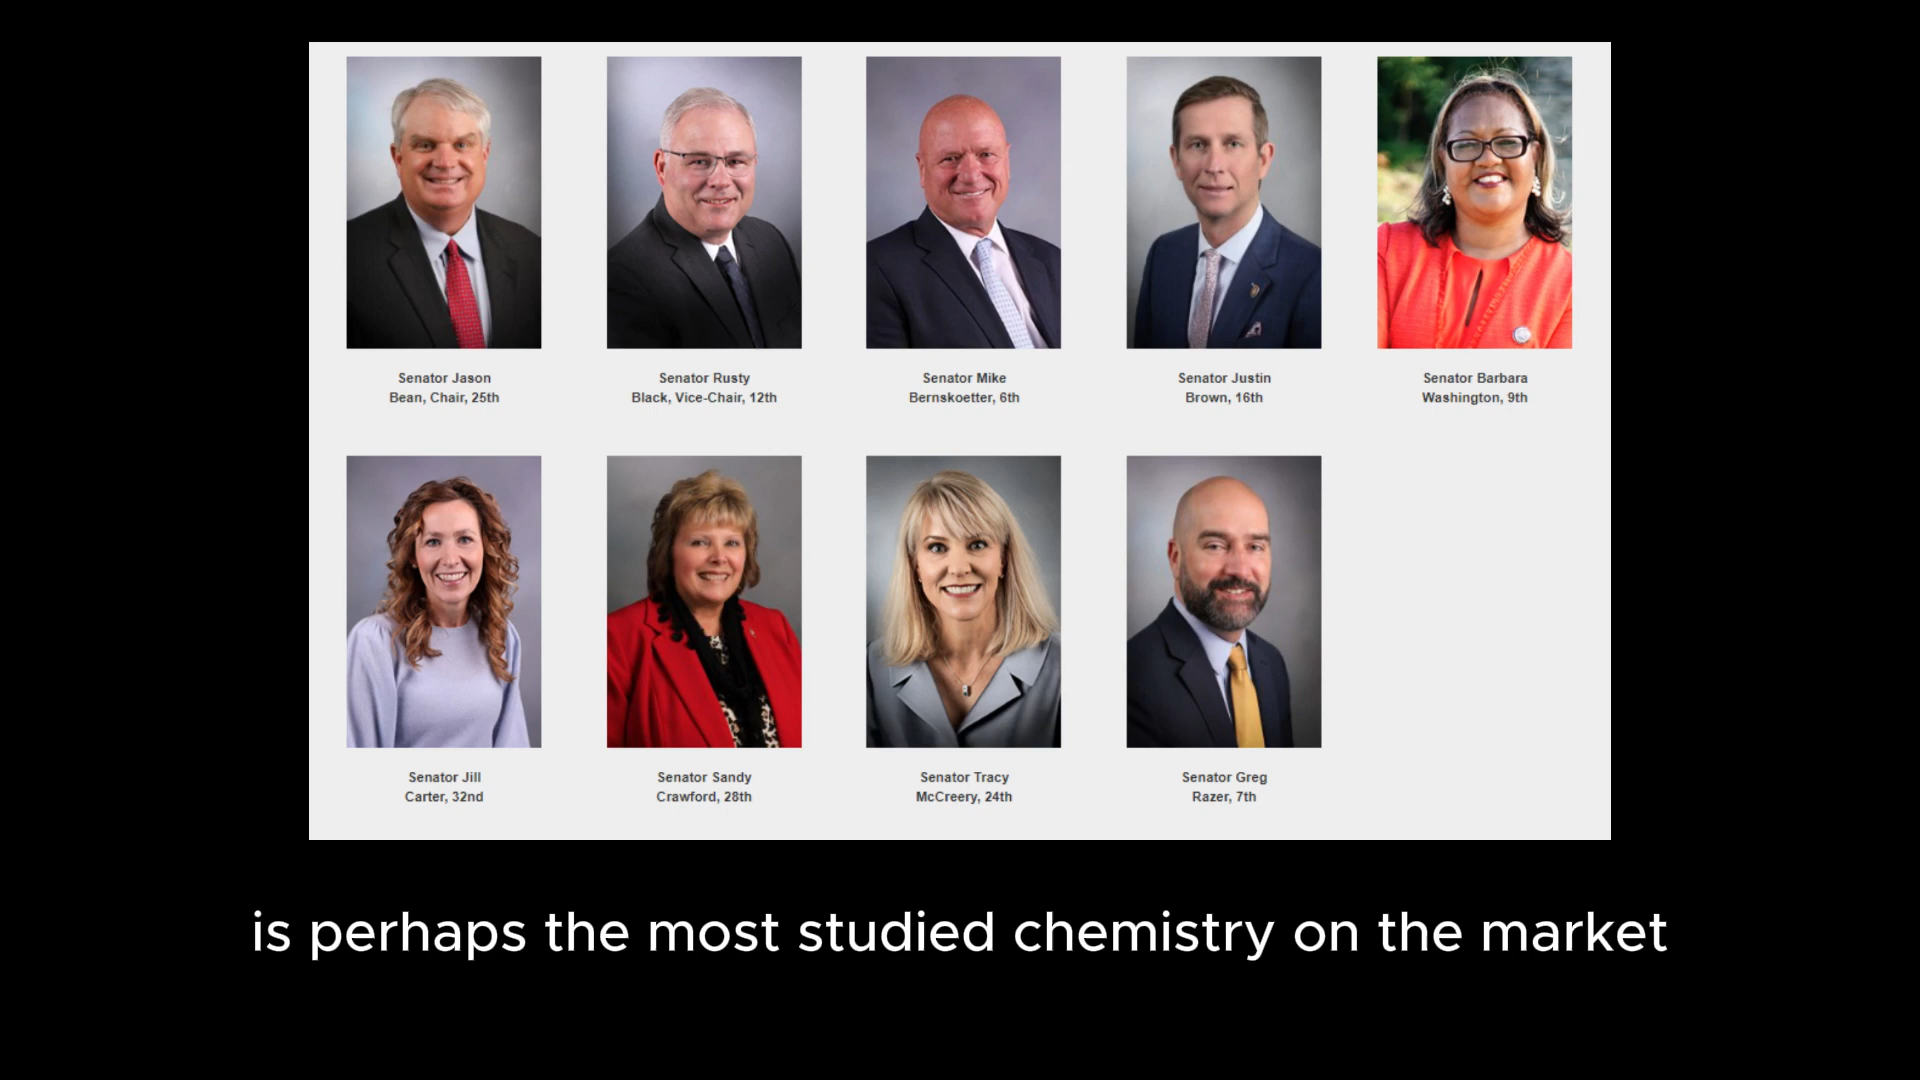 Senator Jason
Bean, Chair, 25th
Senator Rusty
Black, Vice-Chair, 12th
Senator Mike
Bernskoetter, 6th
Senator Justin
Brown, 16th
Senator Barbara
Washington, 9th
Senator Jill
Carter, 32nd
Senator Sandy
Crawford, 28th
Senator Tracy
McCreery, 24th
Senator Greg
Razer, 7th
is perhaps the most studied chemistry on the market